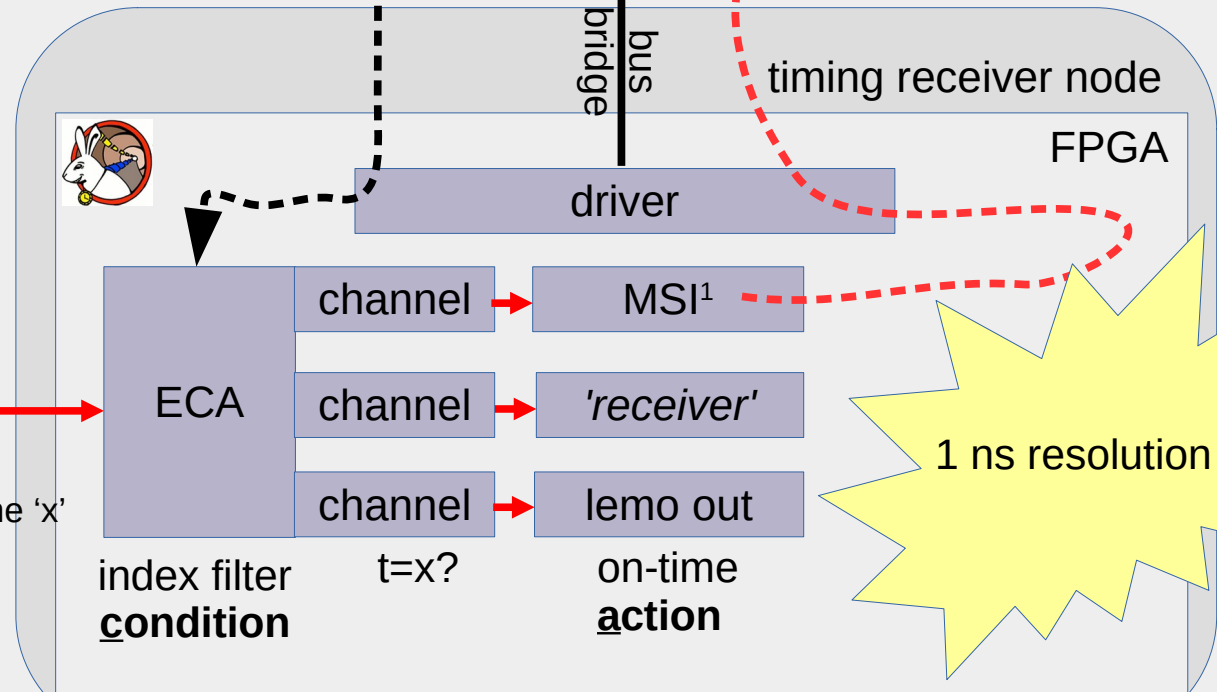 bus
bridge
timing receiver node
FPGA
driver
channel
MSI¹
ECA
channel
'receiver'
1 ns resolution
channel
lemo out
‘x’
index filter
condition
t=x?
on-time
action